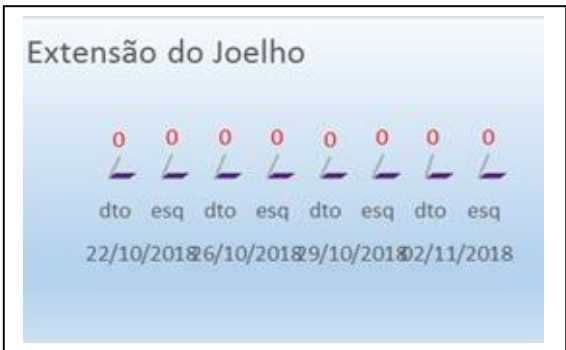 Extensão do Joelho
0 0 0 0 0 0 0 0
dto esq dto esq dto esq dto esq
22/10/2018 26/10/2018 29/10/2018 02/11/2018